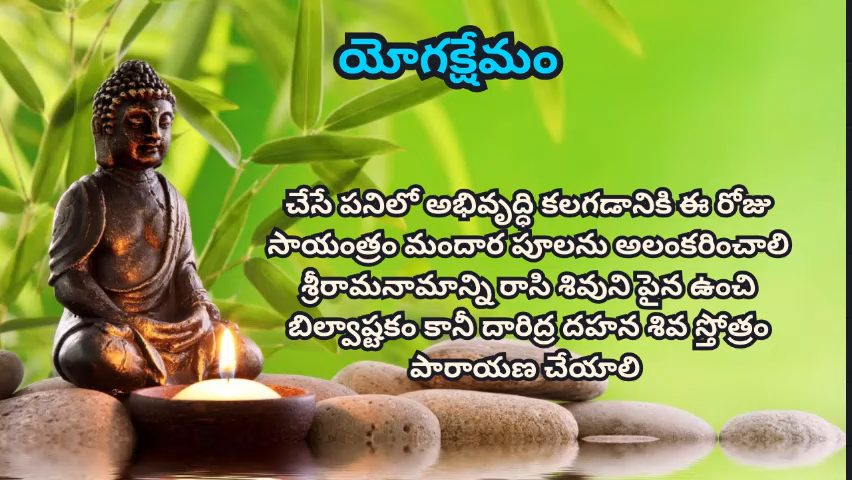 యోగక్షేమం
చేసే పనిలో అభివృద్ధి కలగడానికి ఈ రోజు
సాయంత్రం మందార పూలను అలంకరించాలి
శ్రీరామనామాన్ని రాసి శివుని పైన ఉంచి
బిల్వాష్టకం కానీ దారిద్ర దహన శివ స్తోత్రం
పారాయణ చేయాలి